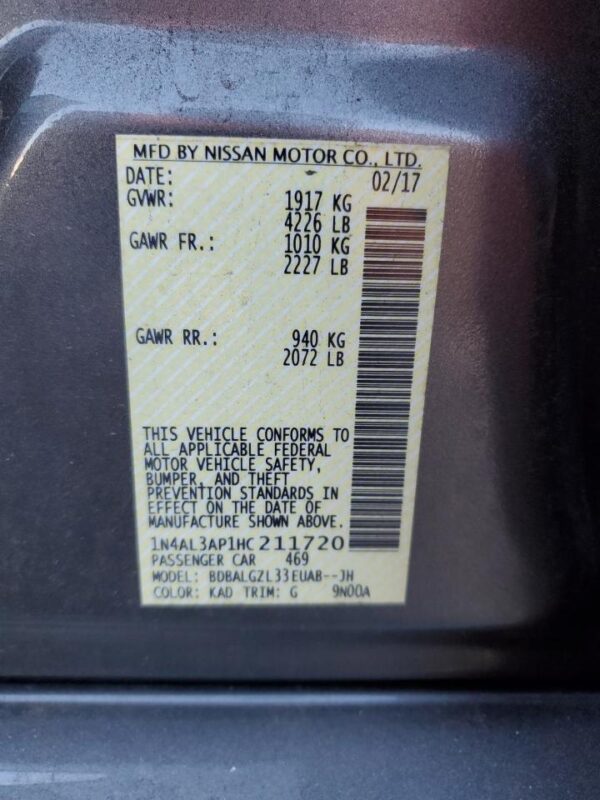 MFD BY NISSAN MOTOR CO., LTD.
DATE: 02/17
GVWR: 1917 KG
4226 LB
GAWR FR.: 1010 KG
2227 LB
GAWR RR.: 940 KG
2072 LB
THIS VEHICLE CONFORMS TO
ALL APPLICABLE FEDERAL
MOTOR VEHICLE SAFETY,
BUMPER, AND THEFT
PREVENTION STANDARDS IN
EFFECT ON THE DATE OF
MANUFACTURE SHOWN ABOVE.
1N4AL3AP1HC211720
PASSENGER CAR 469
MODEL: BDBALGZL33EUAB--JH
COLOR: KAD TRIM: G 9N00A